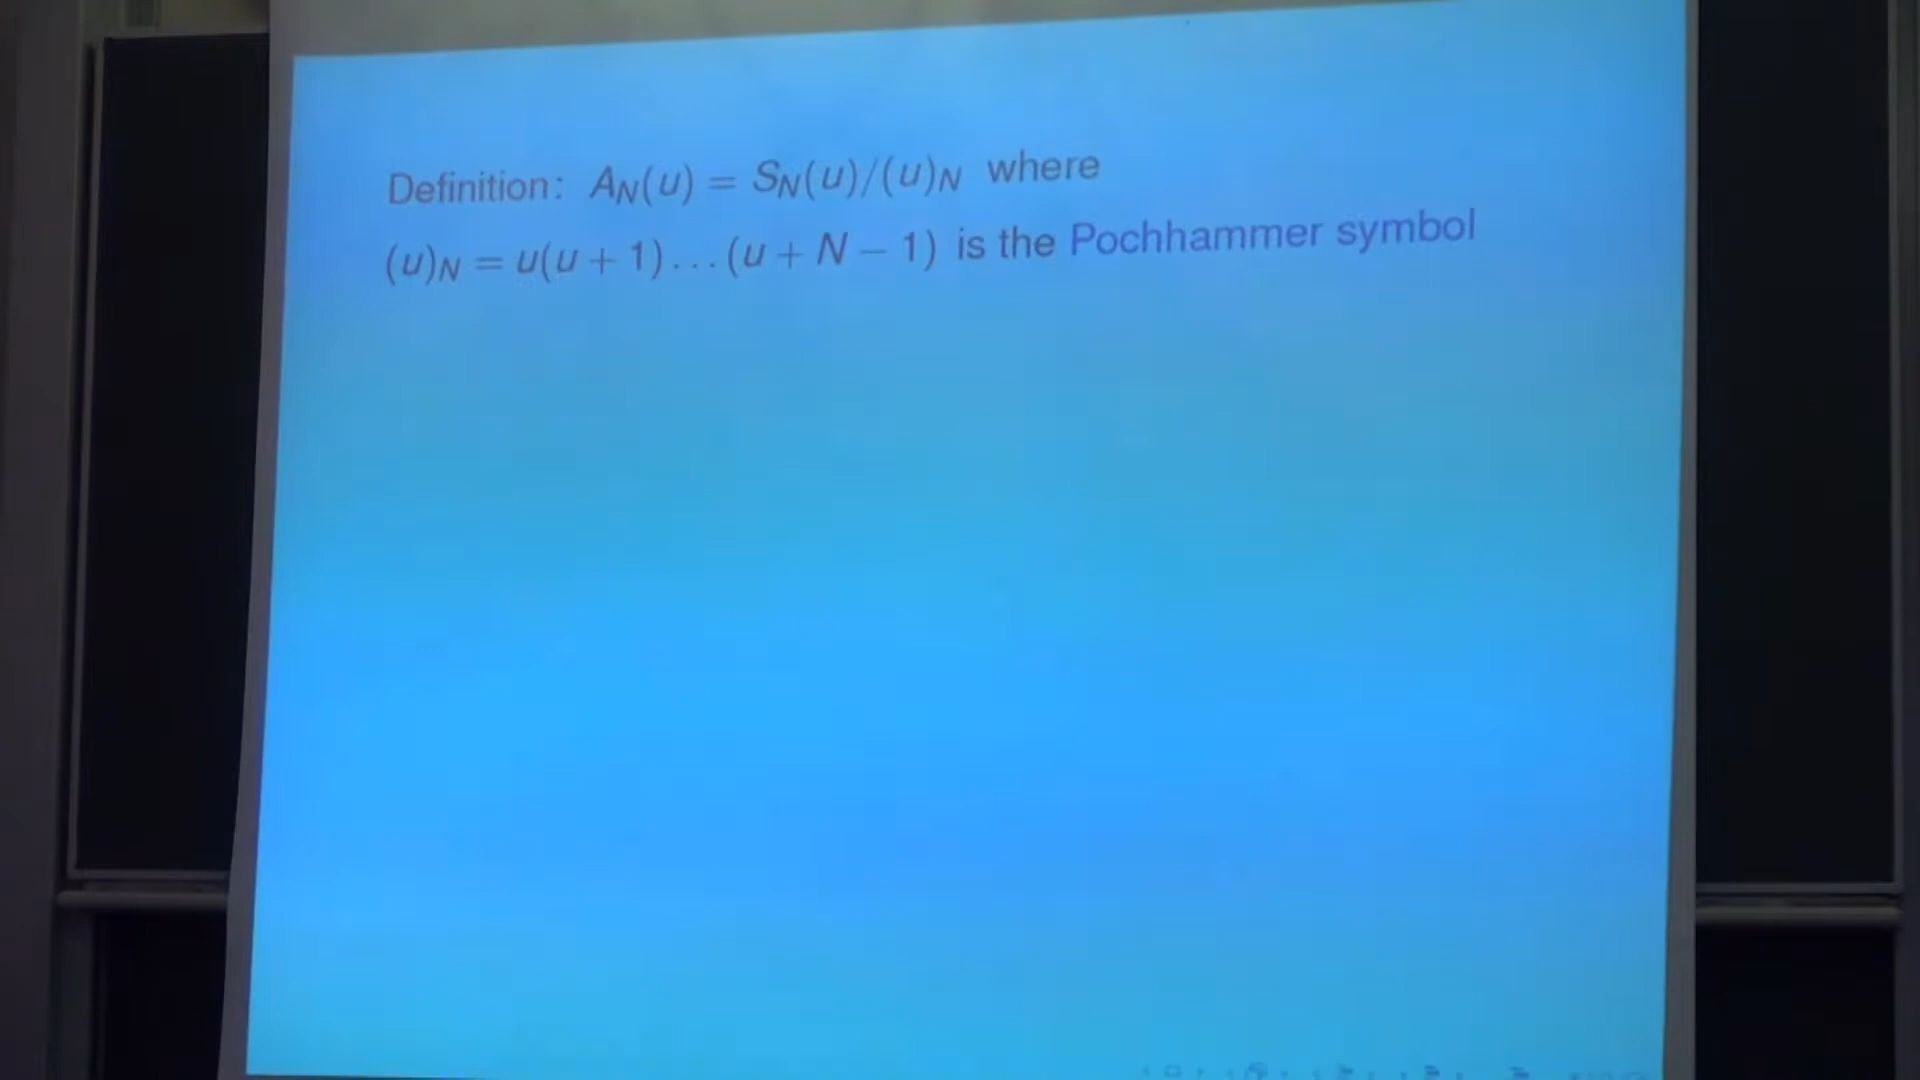 Definition: A_N(u) = S_N(u)/(u)_N where
(u)_N = u(u + 1) . . . (u + N − 1) is the Pochhammer symbol